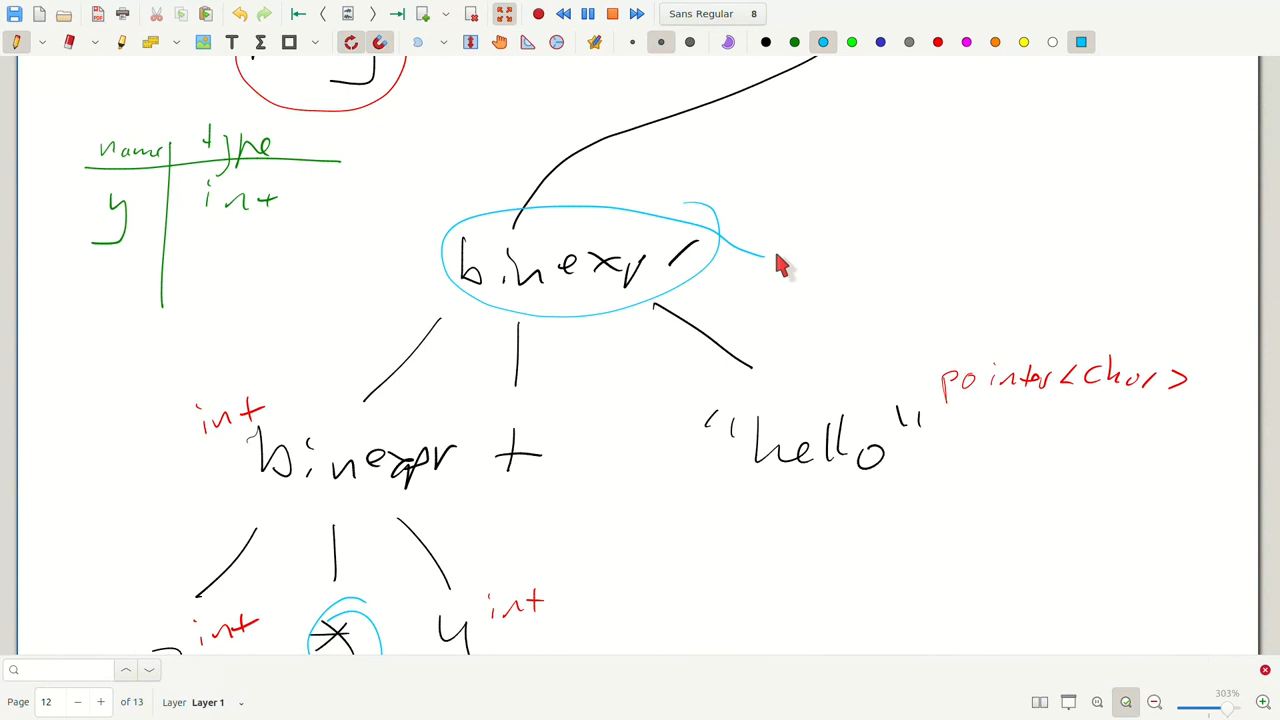 Sans Regular 8
name type
y int
binexpr
pointer<char>
int
binexpr + "hello"
int * y int
Page 12 of 13 Layer Layer 1 303%